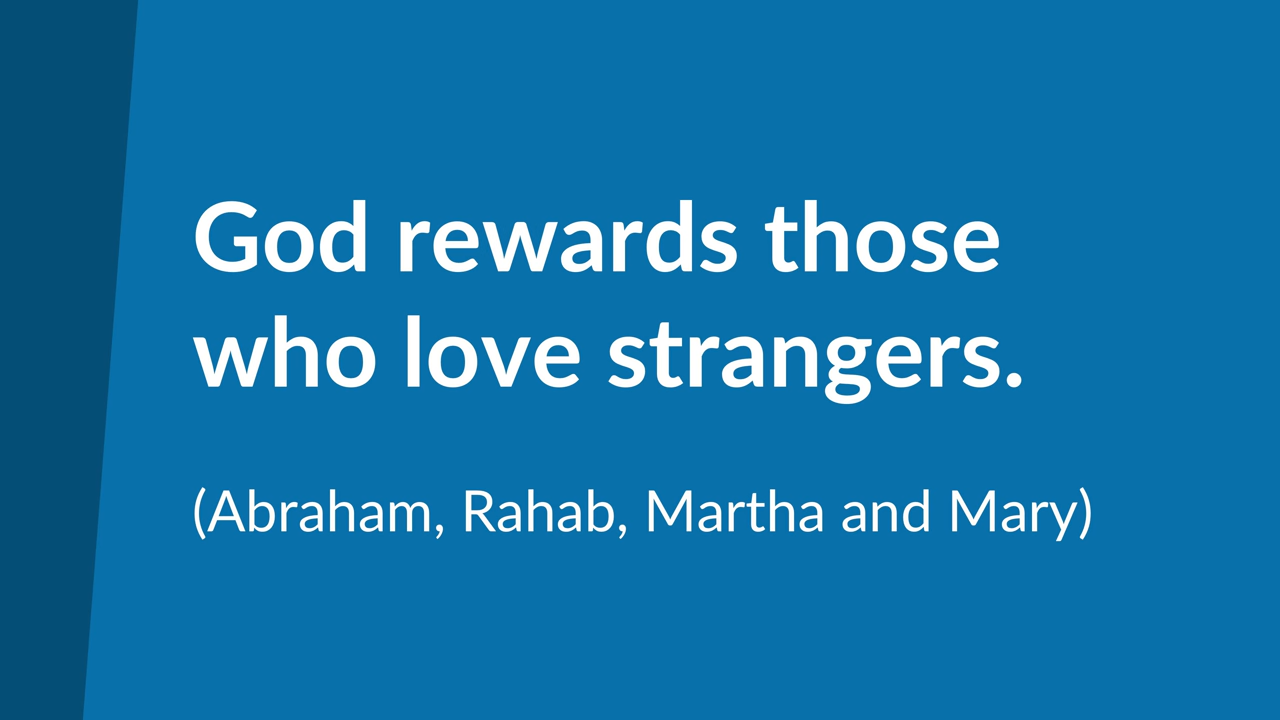 God rewards those
who love strangers.
(Abraham, Rahab, Martha and Mary)